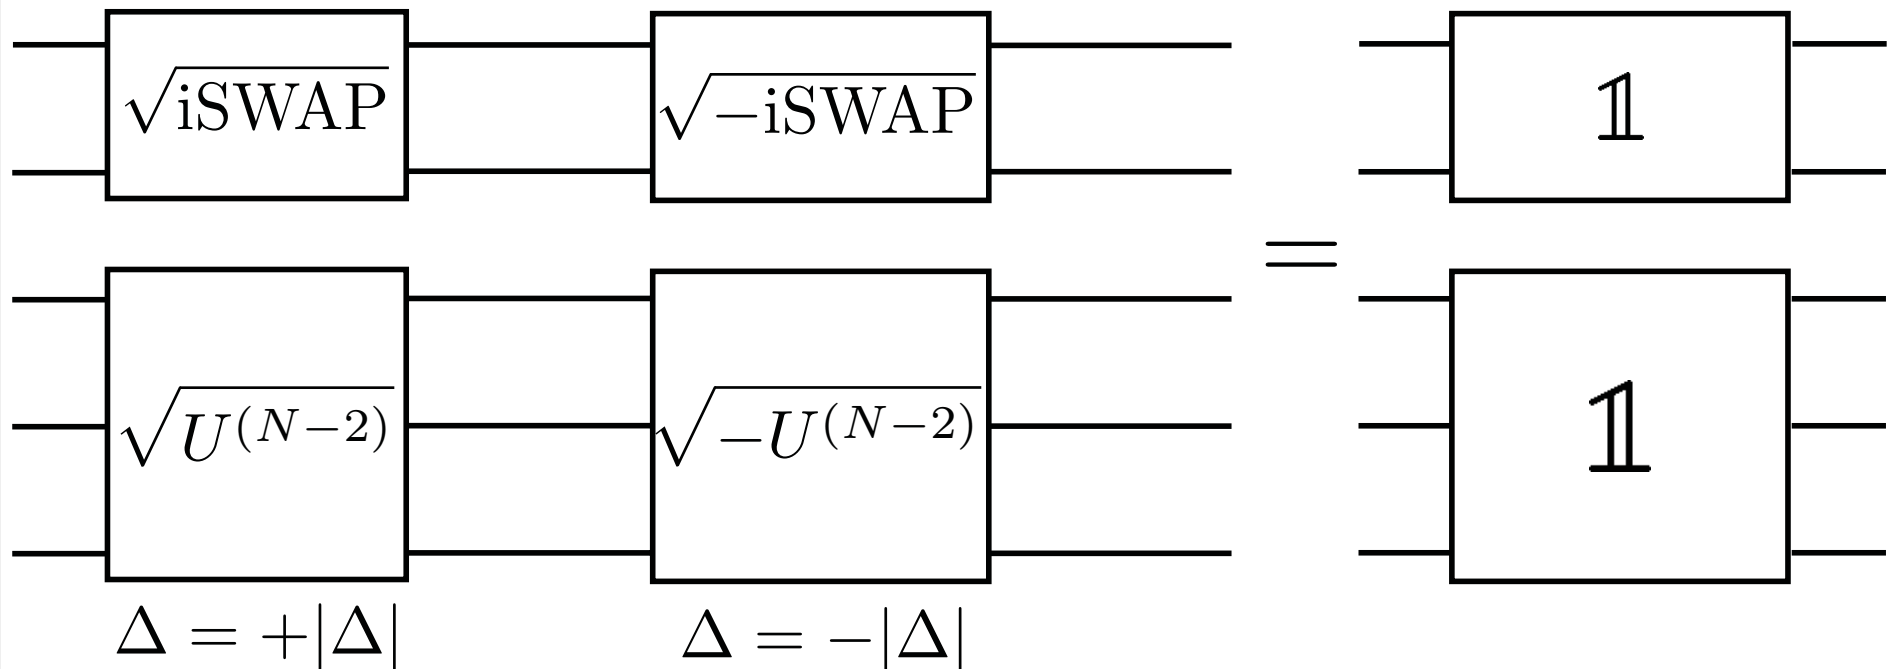 √iSWAP √−iSWAP 𝟙
=
√U^(N−2) √−U^(N−2) 𝟙
Δ = +|Δ| Δ = −|Δ|